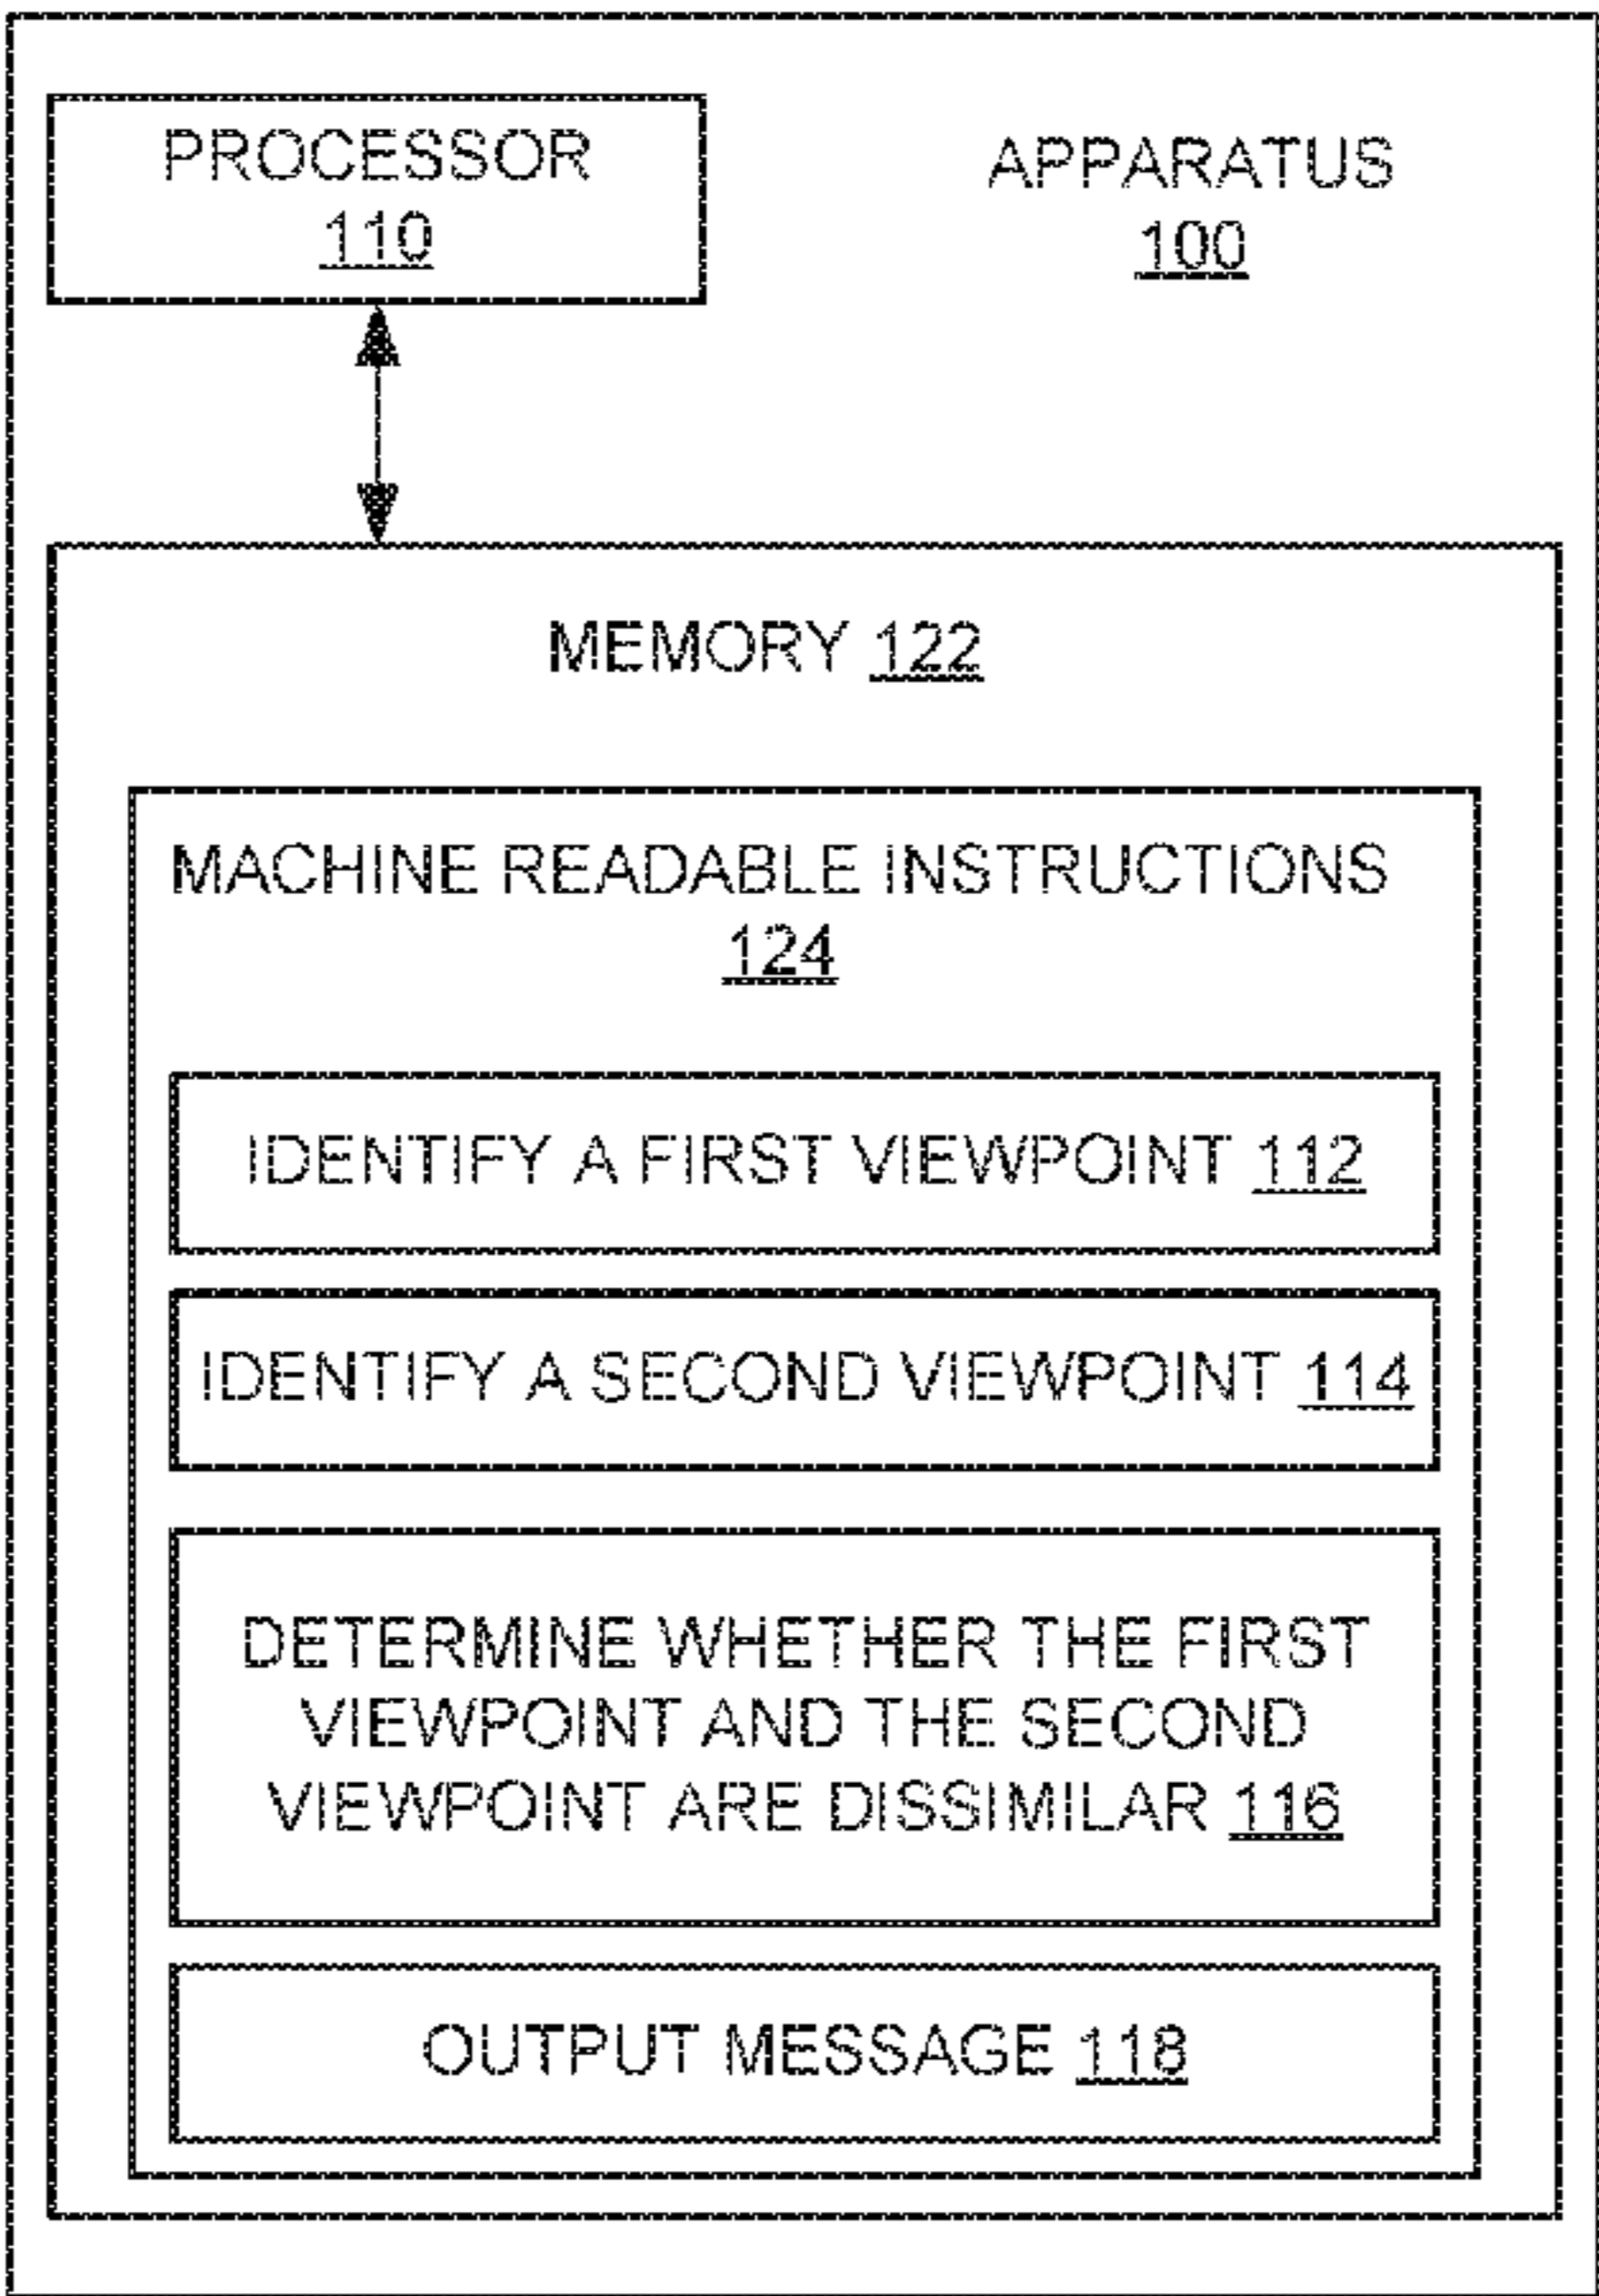 PROCESSOR
110
APPARATUS
100
MEMORY 122
MACHINE READABLE INSTRUCTIONS
124
IDENTIFY A FIRST VIEWPOINT 112
IDENTIFY A SECOND VIEWPOINT 114
DETERMINE WHETHER THE FIRST
VIEWPOINT AND THE SECOND
VIEWPOINT ARE DISSIMILAR 116
OUTPUT MESSAGE 118